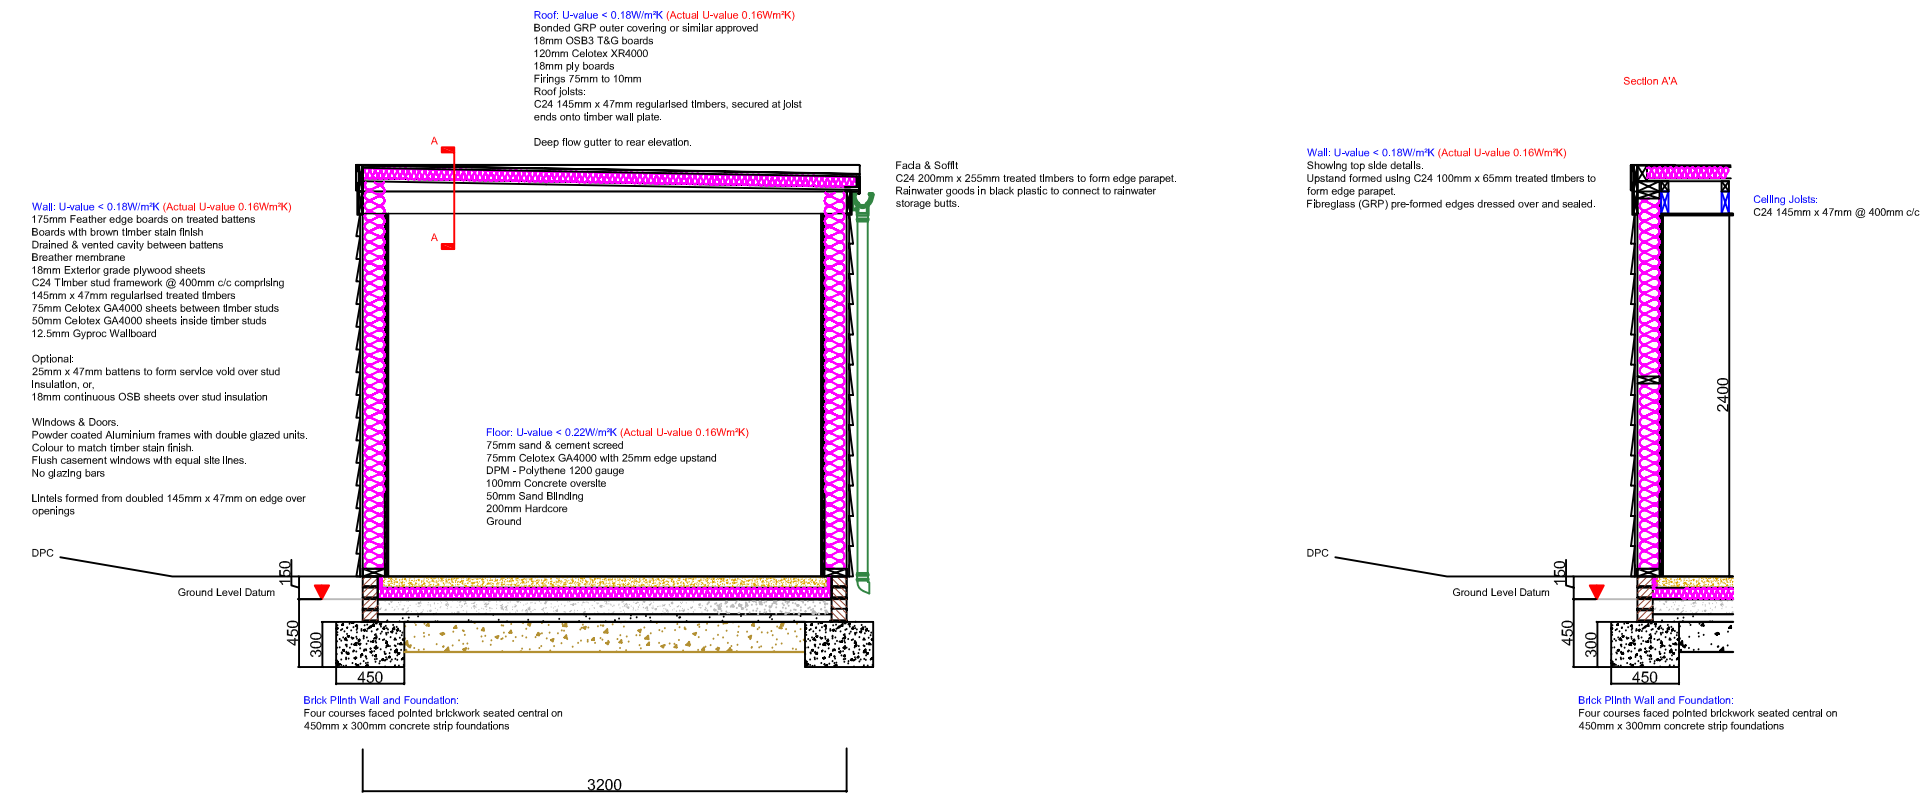 Roof: U-value < 0.18W/m²K (Actual U-value 0.16Wm²K)
Bonded GRP outer covering or similar approved
18mm OSB3 T&G boards
120mm Celotex XR4000
18mm ply boards
Firings 75mm to 10mm
Roof joists:
C24 145mm x 47mm regularised timbers, secured at joist
ends onto timber wall plate.
Deep flow gutter to rear elevation.
A
A
Facia & Soffit
C24 200mm x 255mm treated timbers to form edge parapet.
Rainwater goods in black plastic to connect to rainwater
storage butts.
Wall: U-value < 0.18W/m²K (Actual U-value 0.16Wm²K)
175mm Feather edge boards on treated battens
Boards with brown timber stain finish
Drained & vented cavity between battens
Breather membrane
18mm Exterior grade plywood sheets
C24 Timber stud framework @ 400mm c/c comprising
145mm x 47mm regularised treated timbers
75mm Celotex GA4000 sheets between timber studs
50mm Celotex GA4000 sheets inside timber studs
12.5mm Gyproc Wallboard
Optional:
25mm x 47mm battens to form service void over stud
insulation, or,
18mm continuous OSB sheets over stud insulation
Windows & Doors.
Powder coated Aluminium frames with double glazed units.
Colour to match timber stain finish.
Flush casement windows with equal site lines.
No glazing bars
Lintels formed from doubled 145mm x 47mm on edge over
openings
Floor: U-value < 0.22W/m²K (Actual U-value 0.16Wm²K)
75mm sand & cement screed
75mm Celotex GA4000 with 25mm edge upstand
DPM - Polythene 1200 gauge
100mm Concrete oversite
50mm Sand Blinding
200mm Hardcore
Ground
DPC
Ground Level Datum
150
450
300
450
Brick Plinth Wall and Foundation:
Four courses faced pointed brickwork seated central on
450mm x 300mm concrete strip foundations
3200
Section A'A
Wall: U-value < 0.18W/m²K (Actual U-value 0.16Wm²K)
Showing top side details.
Upstand formed using C24 100mm x 65mm treated timbers to
form edge parapet.
Fibreglass (GRP) pre-formed edges dressed over and sealed.
Ceiling Joists:
C24 145mm x 47mm @ 400mm c/c
2400
DPC
Ground Level Datum
150
450
300
450
Brick Plinth Wall and Foundation:
Four courses faced pointed brickwork seated central on
450mm x 300mm concrete strip foundations